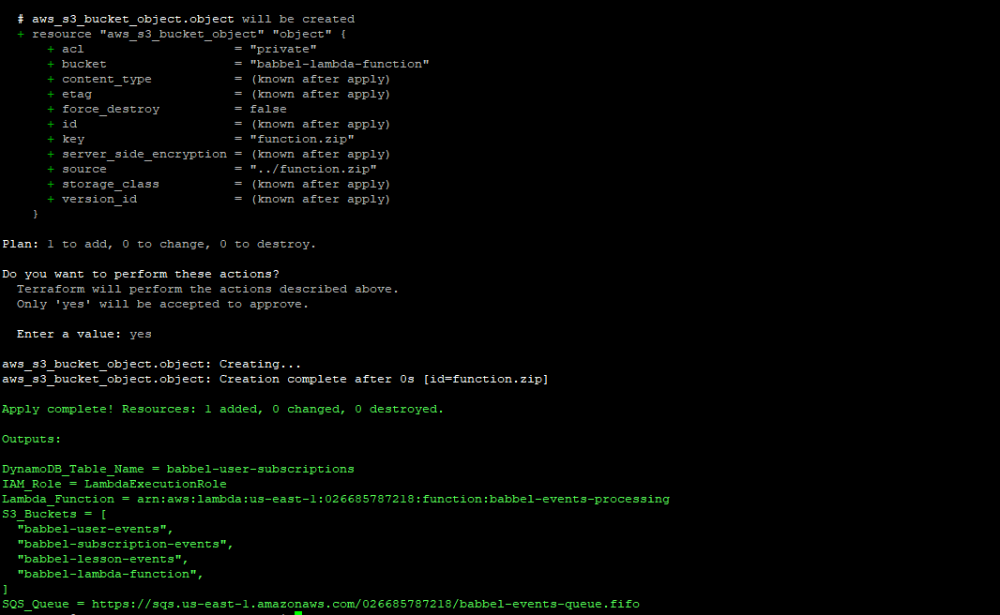 # aws_s3_bucket_object.object will be created
+ resource "aws_s3_bucket_object" "object" {
+ acl = "private"
+ bucket = "babbel-lambda-function"
+ content_type = (known after apply)
+ etag = (known after apply)
+ force_destroy = false
+ id = (known after apply)
+ key = "function.zip"
+ server_side_encryption = (known after apply)
+ source = "../function.zip"
+ storage_class = (known after apply)
+ version_id = (known after apply)
}
Plan: 1 to add, 0 to change, 0 to destroy.
Do you want to perform these actions?
Terraform will perform the actions described above.
Only 'yes' will be accepted to approve.
Enter a value: yes
aws_s3_bucket_object.object: Creating...
aws_s3_bucket_object.object: Creation complete after 0s [id=function.zip]
Apply complete! Resources: 1 added, 0 changed, 0 destroyed.
Outputs:
DynamoDB_Table_Name = babbel-user-subscriptions
IAM_Role = LambdaExecutionRole
Lambda_Function = arn:aws:lambda:us-east-1:026685787218:function:babbel-events-processing
S3_Buckets = [
"babbel-user-events",
"babbel-subscription-events",
"babbel-lesson-events",
"babbel-lambda-function",
]
SQS_Queue = https://sqs.us-east-1.amazonaws.com/026685787218/babbel-events-queue.fifo